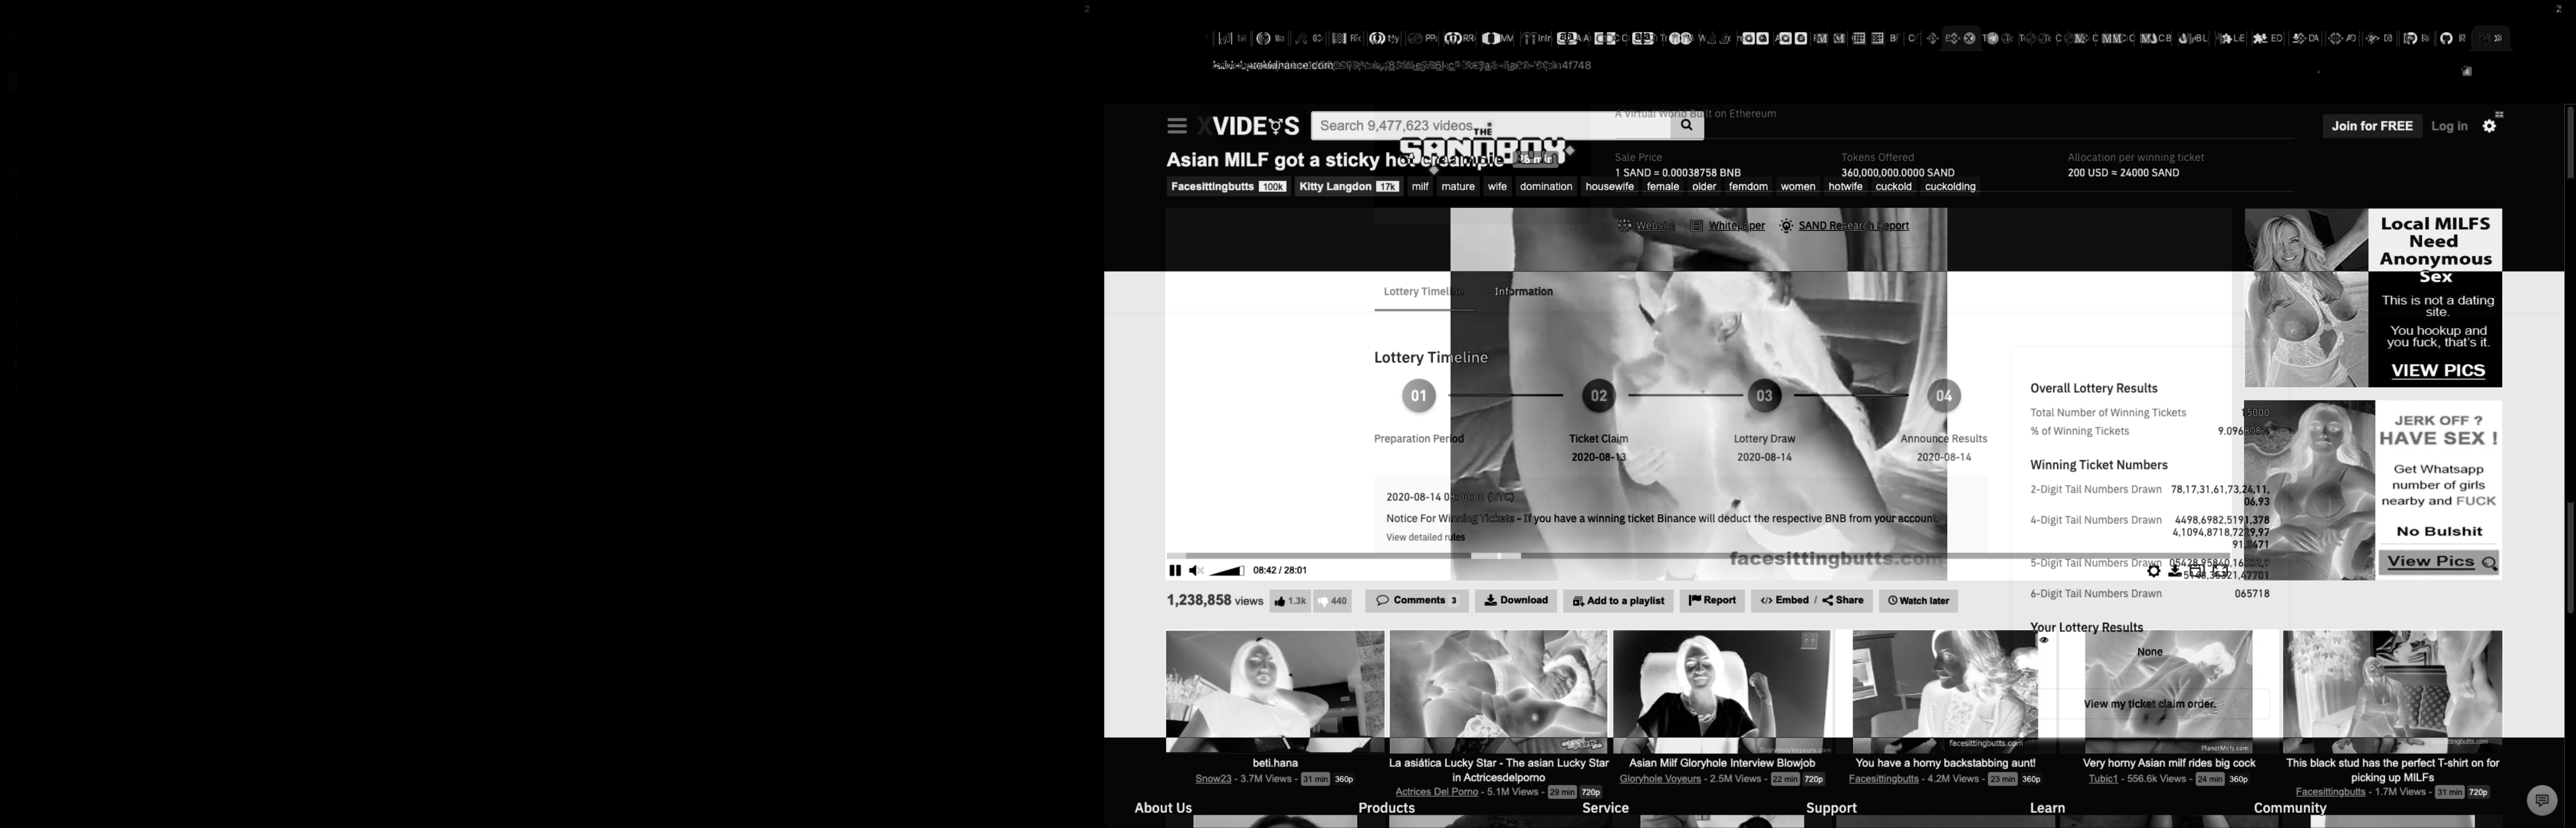 XVIDEOS
Search 9,477,623 videos...
A Virtual World Built on Ethereum
Join for FREE
Log in
THE
SANDBOX
Asian MILF got a sticky hot creampie
Sale Price
Tokens Offered
Allocation per winning ticket
1 SAND = 0.00038758 BNB
360,000,000.0000 SAND
200 USD = 24000 SAND
Facesittingbutts 100k Kitty Langdon 17k milf mature wife domination housewife female older femdom women hotwife cuckold cuckolding
Website
Whitepaper
SAND Research Report
Local MILFS
Need
Anonymous
Sex
This is not a dating
site.
You hookup and
you fuck, that's it.
VIEW PICS
Lottery Timeline
Information
Lottery Timeline
01
02
03
04
Preparation Period
Ticket Claim
Lottery Draw
Announce Results
2020-08-13
2020-08-14
2020-08-14
2020-08-14
Notice For Winning Tickets - If you have a winning ticket Binance will deduct the respective BNB from your account.
View detailed rules
facesittingbutts.com
Overall Lottery Results
Total Number of Winning Tickets 15000
% of Winning Tickets
Winning Ticket Numbers
2-Digit Tail Numbers Drawn 78,17,31,61,73,24,11,
06,93
4-Digit Tail Numbers Drawn
5-Digit Tail Numbers Drawn
6-Digit Tail Numbers Drawn 065718
Your Lottery Results
None
View my ticket claim order.
JERK OFF ?
HAVE SEX !
Get Whatsapp
number of girls
nearby and FUCK
No Bulshit
View Pics
08:42 / 28:01
1,238,858 views 1.3k 440
Comments 3 Download Add to a playlist Report Embed / Share Watch later
GloryHoleVoyeurs.com
facesittingbutts.com
PlanetMilfs.com
beti.hana
Snow23 - 3.7M Views - 31 min 360p
La asiática Lucky Star - The asian Lucky Star
in Actricesdelporno
Actrices Del Porno - 5.1M Views - 29 min 720p
Asian Milf Gloryhole Interview Blowjob
Gloryhole Voyeurs - 2.5M Views - 22 min 720p
You have a horny backstabbing aunt!
Facesittingbutts - 4.2M Views - 23 min 360p
Very horny Asian milf rides big cock
Tubic1 - 556.6k Views - 24 min 360p
This black stud has the perfect T-shirt on for
picking up MILFs
Facesittingbutts - 1.7M Views - 31 min 720p
About Us
Products
Service
Support
Learn
Community